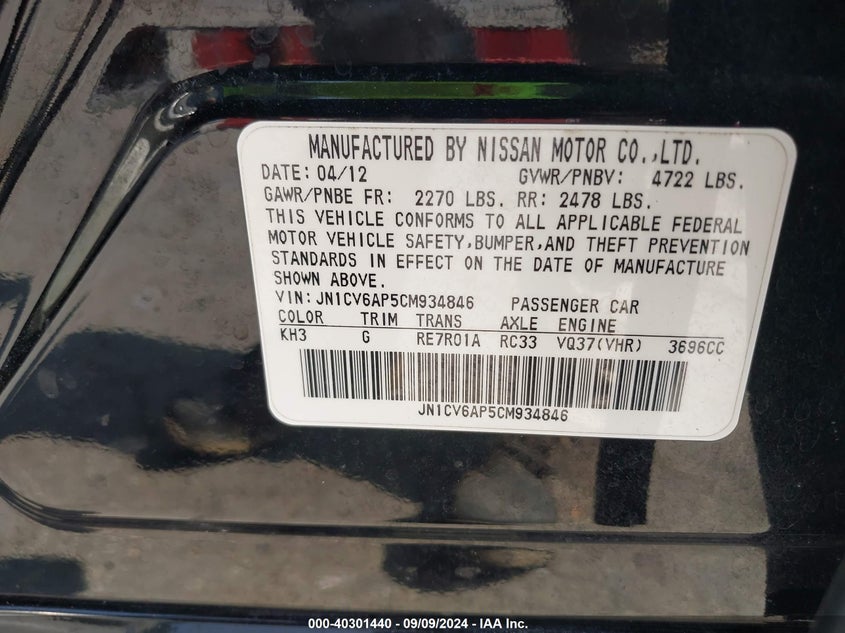 MANUFACTURED BY NISSAN MOTOR CO.,LTD.
DATE: 04/12 GVWR/PNBV: 4722 LBS.
GAWR/PNBE FR: 2270 LBS. RR: 2478 LBS.
THIS VEHICLE CONFORMS TO ALL APPLICABLE FEDERAL
MOTOR VEHICLE SAFETY,BUMPER,AND THEFT PREVENTION
STANDARDS IN EFFECT ON THE DATE OF MANUFACTURE
SHOWN ABOVE.
VIN: JN1CV6AP5CM934846 PASSENGER CAR
COLOR TRIM TRANS AXLE ENGINE
KH3 G RE7R01A RC33 VQ37(VHR) 3696CC
JN1CV6AP5CM934846
000-40301440 - 09/09/2024 - IAA Inc.